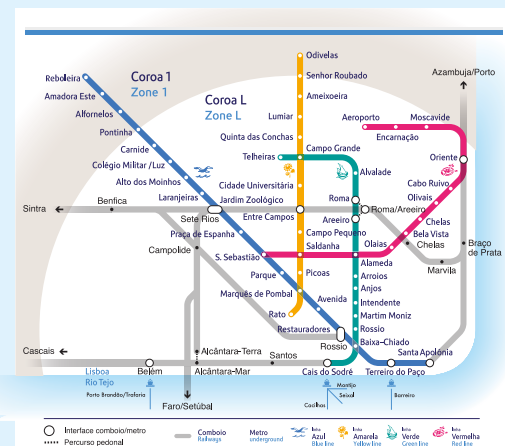 Odivelas
Reboleira
Coroa 1
Zone 1
Senhor Roubado
Azambuja/Porto
Amadora Este
Ameixoeira
Alfornelos
Coroa L
Zone L
Lumiar
Aeroporto
Moscavide
Pontinha
Quinta das Conchas
Encarnação
Carnide
Campo Grande
Telheiras
Oriente
Colégio Militar /Luz
Alvalade
Alto dos Moinhos
Cidade Universitária
Cabo Ruivo
Laranjeiras
Jardim Zoológico
Roma
Olivais
Benfica
Sintra
Sete Rios
Entre Campos
Roma/Areeiro
Areeiro
Chelas
Praça de Espanha
Campo Pequeno
Bela Vista
Campolide
Saldanha
Olaias
Chelas
Braço
de Prata
S. Sebastião
Alameda
Marvila
Parque
Picoas
Arroios
Anjos
Marquês de Pombal
Avenida
Intendente
Rato
Martim Moniz
Restauradores
Rossio
Rossio
Baixa-Chiado
Cascais
Alcântara-Terra
Santos
Santa Apolónia
Lisboa
Rio Tejo
Belém
Alcântara-Mar
Cais do Sodré
Terreiro do Paço
Porto Brandão/Trafaria
Montijo
Seixal
Cacilhas
Barreiro
Faro/Setúbal
Interface comboio/metro
Percurso pedonal
Comboio
Railways
Metro
underground
linha
Azul
Blue line
linha
Amarela
Yellow line
linha
Verde
Green line
linha
Vermelha
Red line